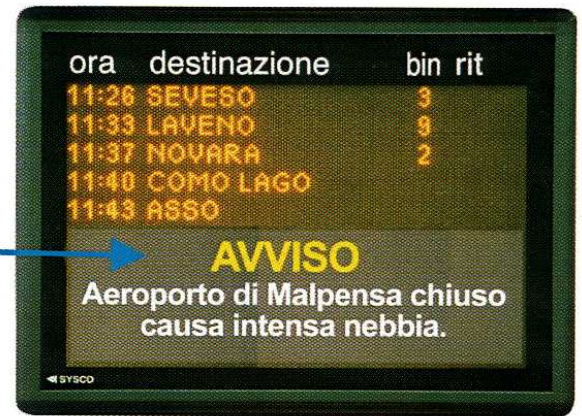 ora destinazione bin rit
11:26 SEVESO 3
11:33 LAVENO 9
11:37 NOVARA 2
11:40 COMO LAGO
11:43 ASSO
AVVISO
Aeroporto di Malpensa chiuso
causa intensa nebbia.
SYSCO